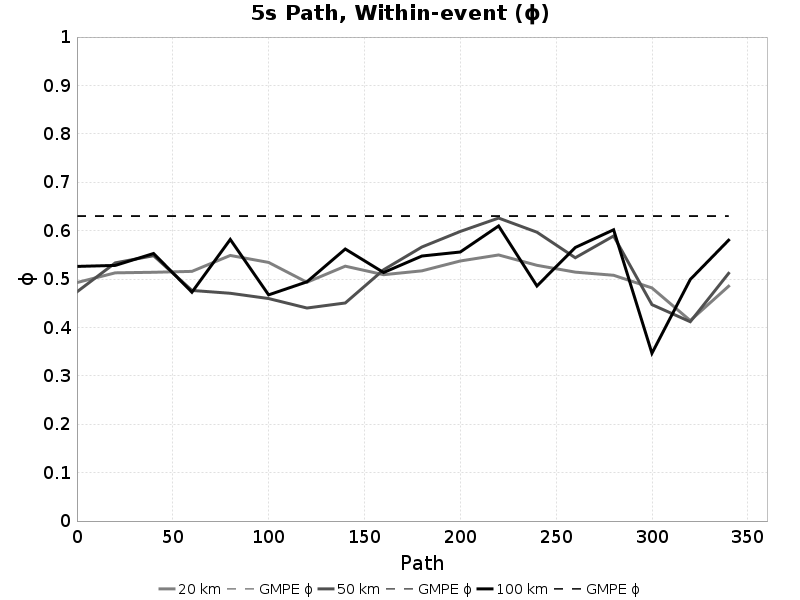 5s Path, Within-event (ϕ)
1
0.9
0.8
0.7
0.6
0.5
0.4
0.3
0.2
0.1
0
ϕ
0 50 100 150 200 250 300 350
Path
20 km GMPE ϕ 50 km GMPE ϕ 100 km GMPE ϕ